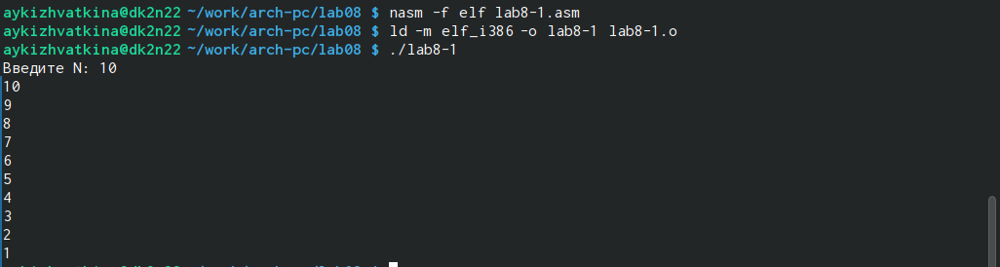 aykizhvatkina@dk2n22 ~/work/arch-pc/lab08 $ nasm -f elf lab8-1.asm
aykizhvatkina@dk2n22 ~/work/arch-pc/lab08 $ ld -m elf_i386 -o lab8-1 lab8-1.o
aykizhvatkina@dk2n22 ~/work/arch-pc/lab08 $ ./lab8-1
Введите N: 10
10
9
8
7
6
5
4
3
2
1